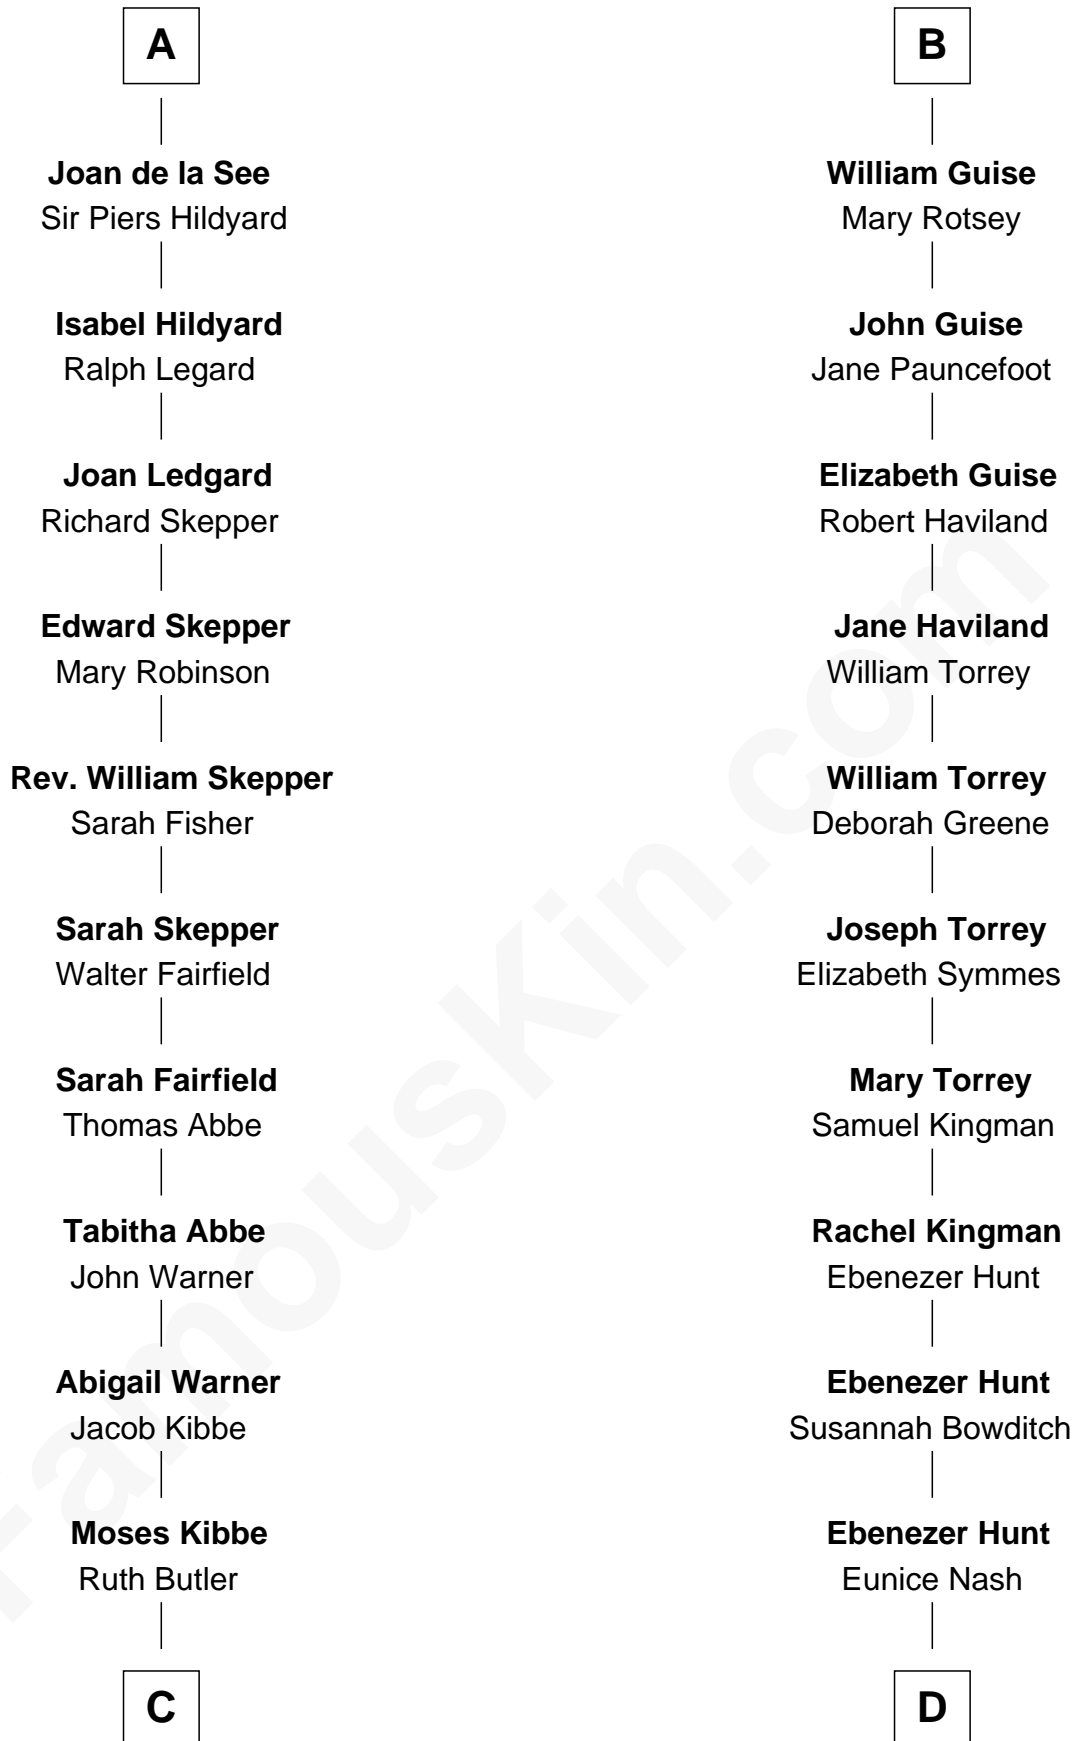 A
Joan de la See
Sir Piers Hildyard
Isabel Hildyard
Ralph Legard
Joan Ledgard
Richard Skepper
Edward Skepper
Mary Robinson
Rev. William Skepper
Sarah Fisher
Sarah Skepper
Walter Fairfield
Sarah Fairfield
Thomas Abbe
Tabitha Abbe
John Warner
Abigail Warner
Jacob Kibbe
Moses Kibbe
Ruth Butler
C
B
William Guise
Mary Rotsey
John Guise
Jane Pauncefoot
Elizabeth Guise
Robert Haviland
Jane Haviland
William Torrey
William Torrey
Deborah Greene
Joseph Torrey
Elizabeth Symmes
Mary Torrey
Samuel Kingman
Rachel Kingman
Ebenezer Hunt
Ebenezer Hunt
Susannah Bowditch
Ebenezer Hunt
Eunice Nash
D
FamousKin.com